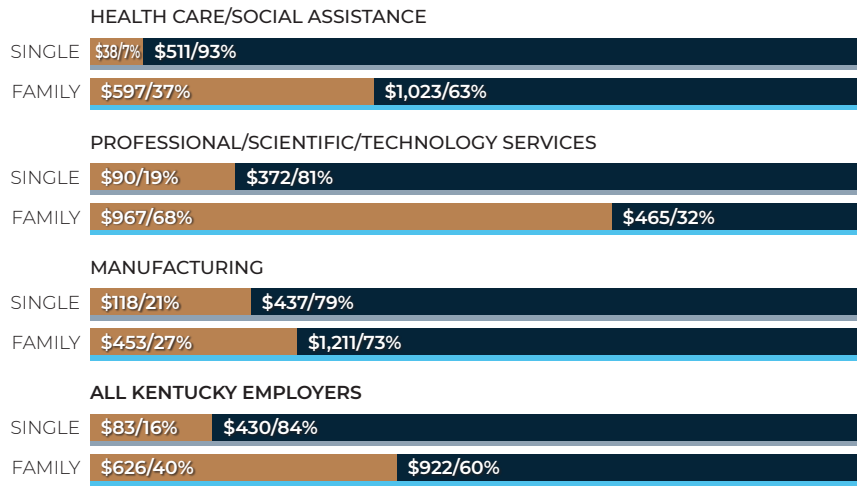 HEALTH CARE/SOCIAL ASSISTANCE
SINGLE $38/7% $511/93%
FAMILY $597/37% $1,023/63%
PROFESSIONAL/SCIENTIFIC/TECHNOLOGY SERVICES
SINGLE $90/19% $372/81%
FAMILY $967/68% $465/32%
MANUFACTURING
SINGLE $118/21% $437/79%
FAMILY $453/27% $1,211/73%
ALL KENTUCKY EMPLOYERS
SINGLE $83/16% $430/84%
FAMILY $626/40% $922/60%